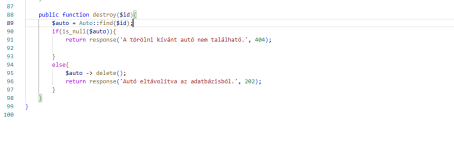 87
88 public function destroy($id){
89 $auto = Auto::find($id);
90 if(is_null($auto)){
91 return response('A törölni kívánt autó nem található.', 404);
92
93 }
94 else{
95 $auto -> delete();
96 return response('Autó eltávolítva az adatbázisból.', 202);
97 }
98 }
99 }
100